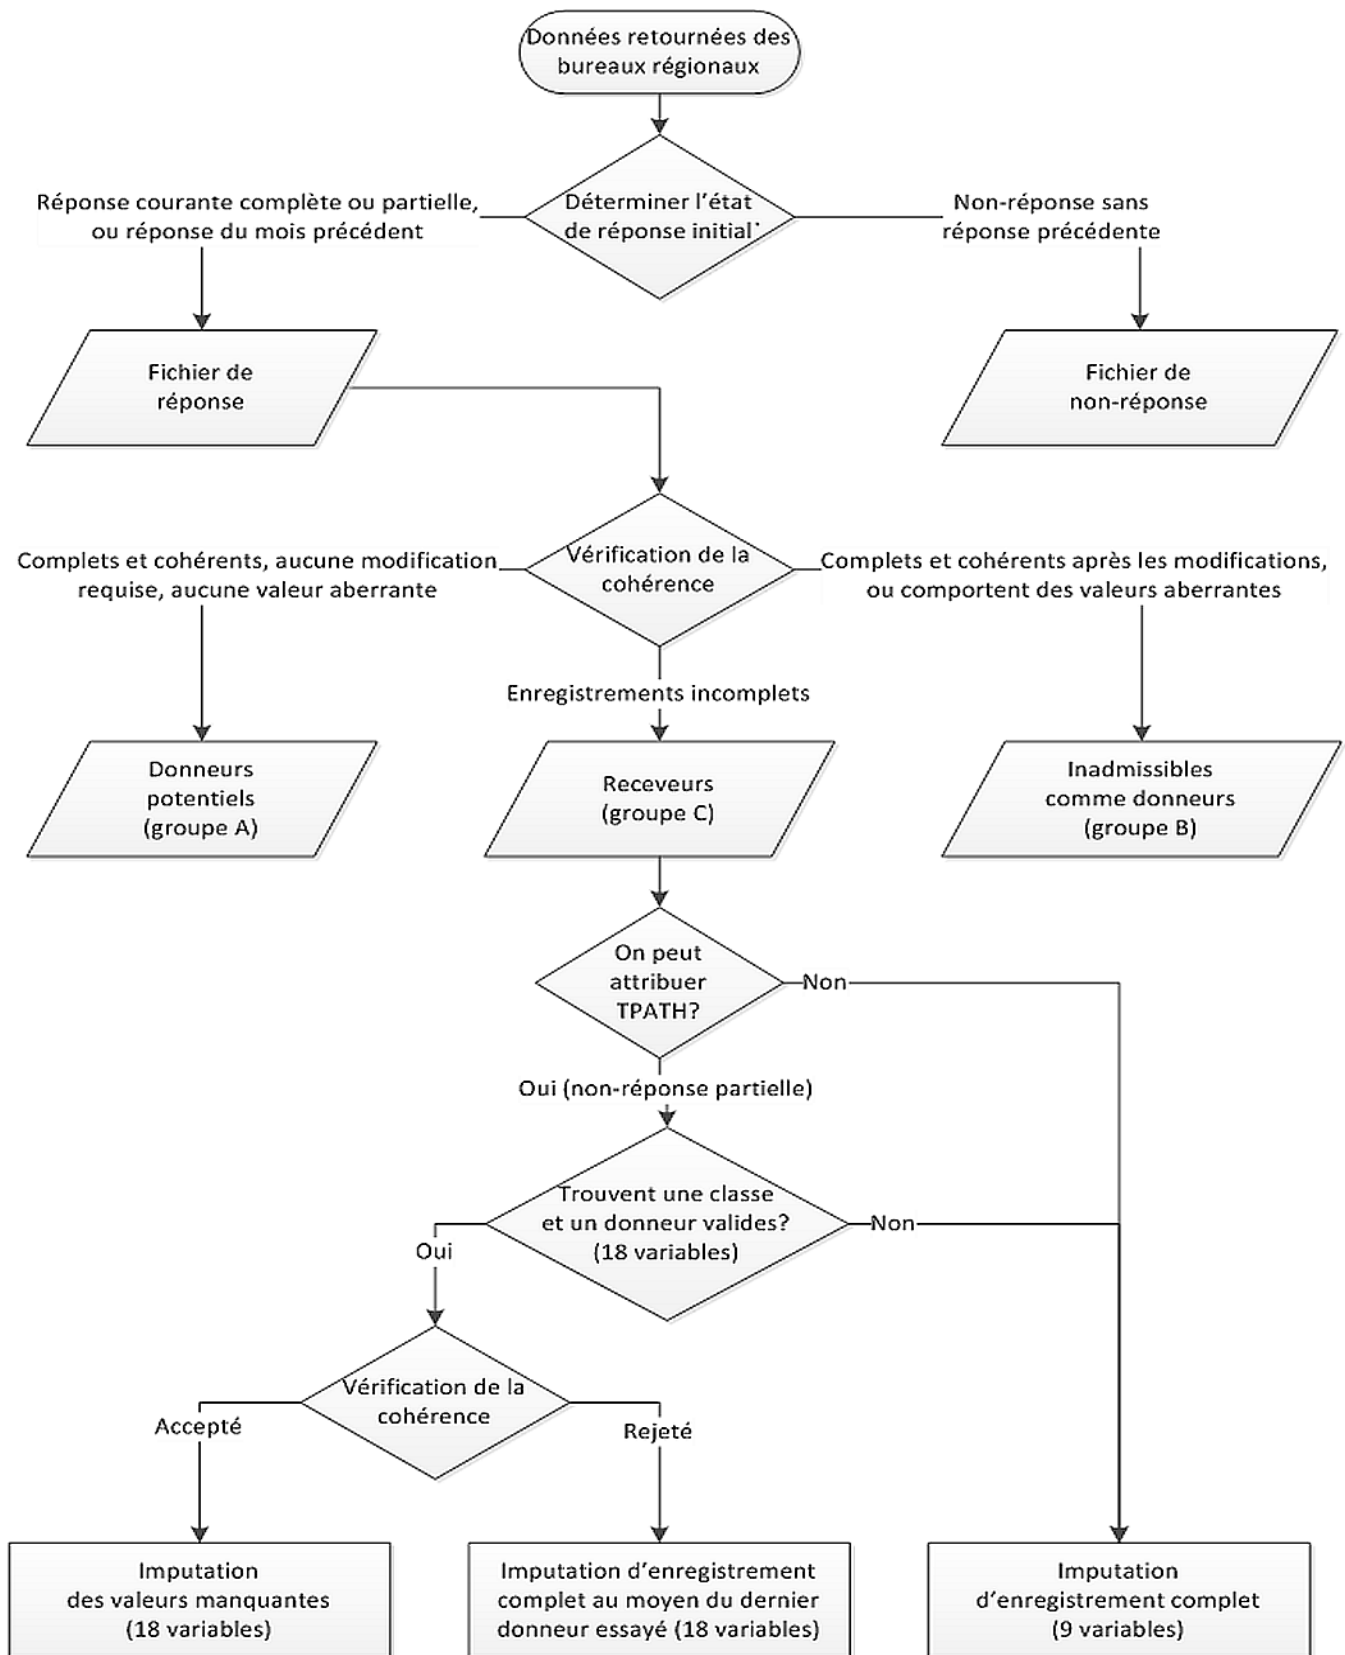 Données retournées des
bureaux régionaux
Déterminer l'état
de réponse initial*
Réponse courante complète ou partielle,
ou réponse du mois précédent
Non-réponse sans
réponse précédente
Fichier de
réponse
Fichier de
non-réponse
Vérification de la
cohérence
Complets et cohérents, aucune modification
requise, aucune valeur aberrante
Complets et cohérents après les modifications,
ou comportent des valeurs aberrantes
Enregistrements incomplets
Donneurs
potentiels
(groupe A)
Receveurs
(groupe C)
Inadmissibles
comme donneurs
(groupe B)
On peut
attribuer
TPATH?
Non
Oui (non-réponse partielle)
Trouvent une classe
et un donneur valides?
(18 variables)
Non
Oui
Vérification de la
cohérence
Accepté
Rejeté
Imputation
des valeurs manquantes
(18 variables)
Imputation d'enregistrement
complet au moyen du dernier
donneur essayé (18 variables)
Imputation
d'enregistrement complet
(9 variables)